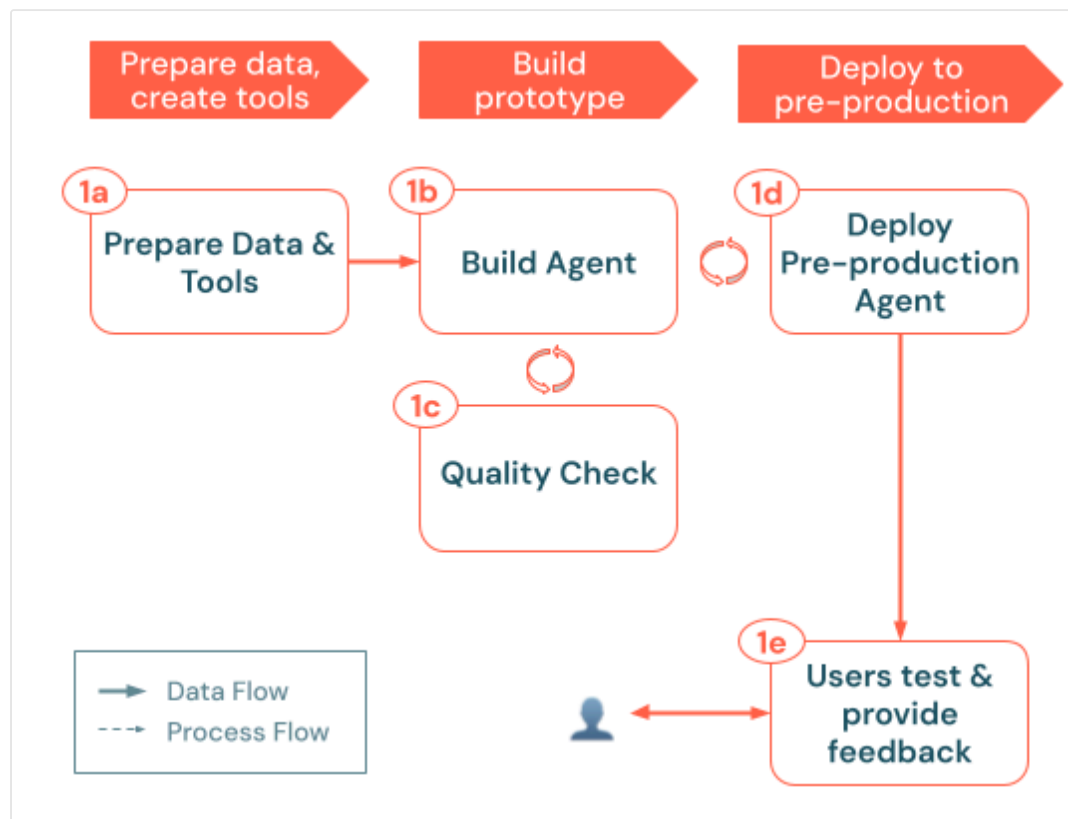 Prepare data,
create tools
Build
prototype
Deploy to
pre-production
1a
Prepare Data &
Tools
1b
Build Agent
1d
Deploy
Pre-production
Agent
1c
Quality Check
1e
Users test &
provide
feedback
Data Flow
Process Flow